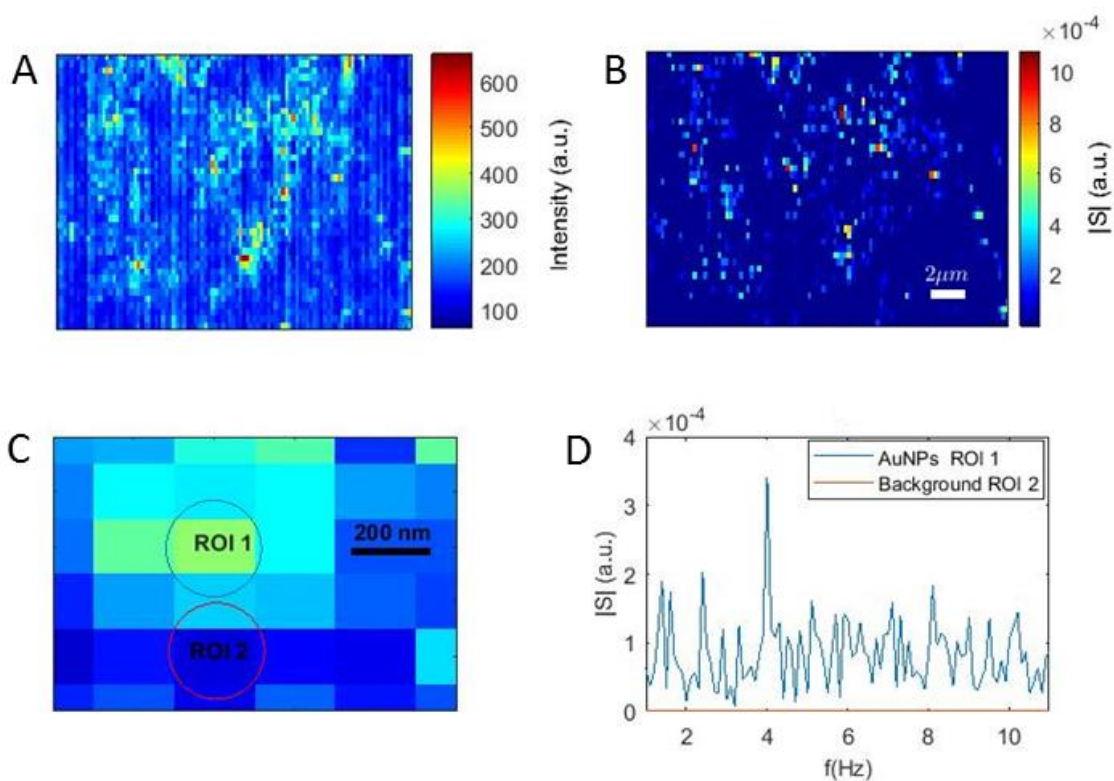 A
600
500
400
300
200
100
Intensity (a.u.)
B
× 10⁻⁴
10
8
6
4
2
|S| (a.u.)
2μm
C
ROI 1
200 nm
ROI 2
D
×10⁻⁴
4
3
2
1
0
|S| (a.u.)
AuNPs ROI 1
Background ROI 2
2 4 6 8 10
f(Hz)